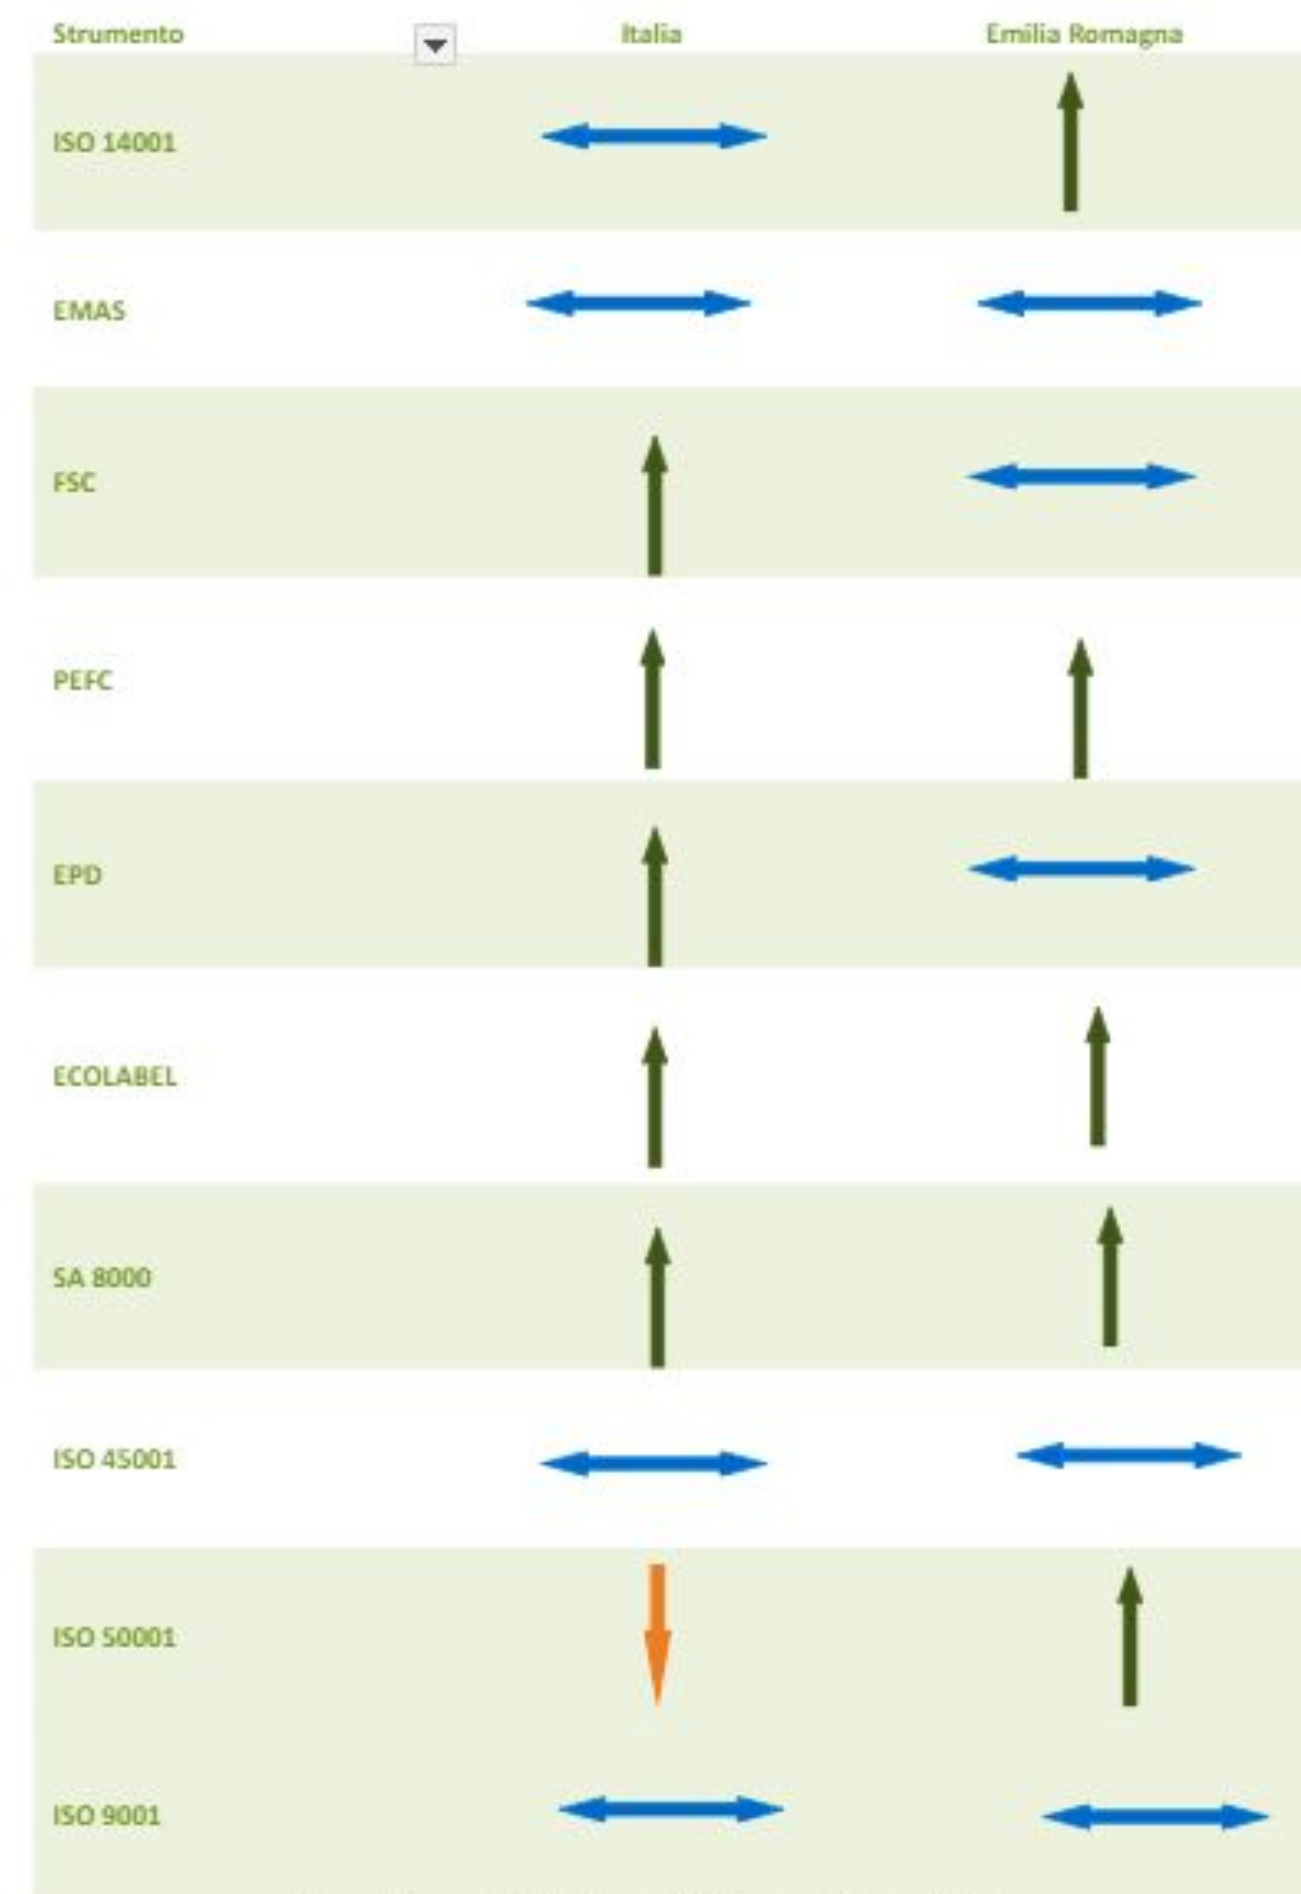 Strumento Italia Emilia Romagna
ISO 14001
EMAS
FSC
PEFC
EPD
ECOLABEL
SA 8000
ISO 45001
ISO 50001
ISO 9001